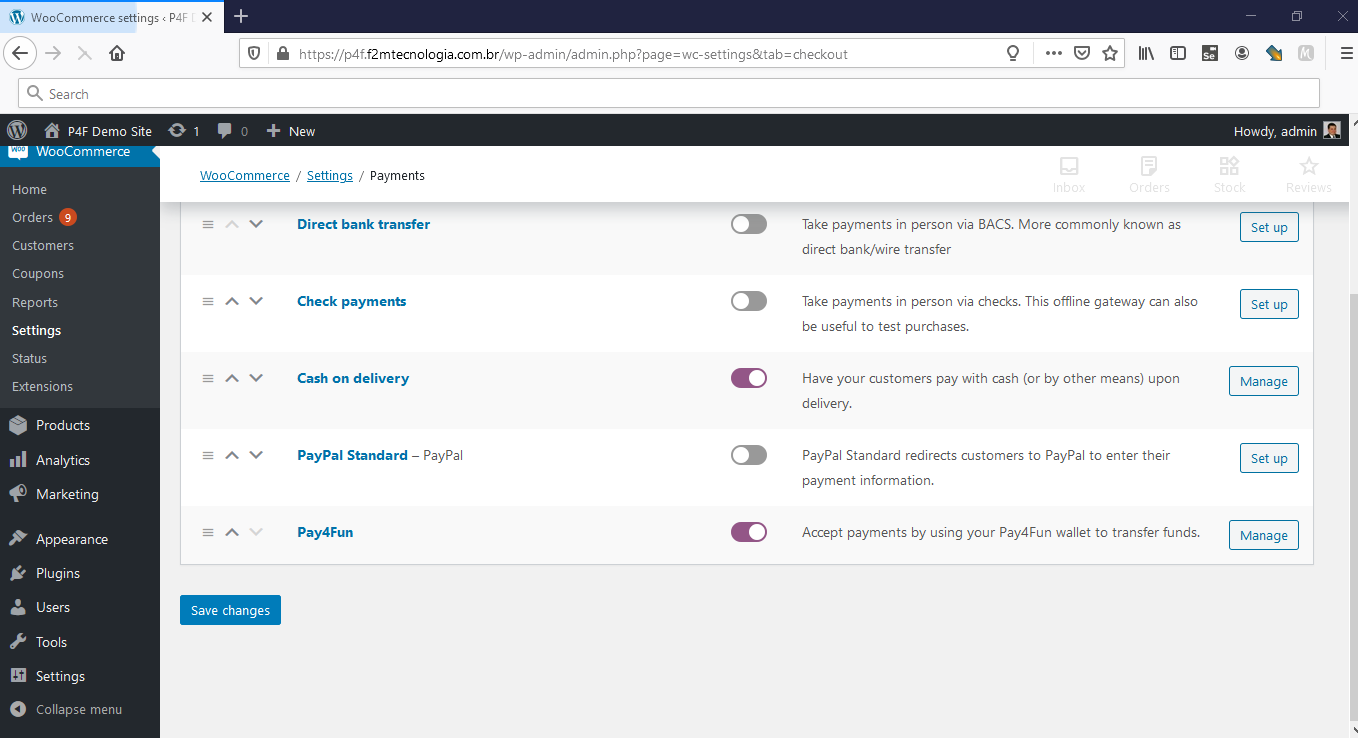 WooCommerce settings ‹ P4F D
https://p4f.f2mtecnologia.com.br/wp-admin/admin.php?page=wc-settings&tab=checkout
Search
P4F Demo Site 1 0 New
Howdy, admin
WooCommerce
Home
Orders 9
Customers
Coupons
Reports
Settings
Status
Extensions
Products
Analytics
Marketing
Appearance
Plugins
Users
Tools
Settings
Collapse menu
WooCommerce / Settings / Payments
Inbox Orders Stock Reviews
Direct bank transfer
Take payments in person via BACS. More commonly known as
direct bank/wire transfer
Set up
Check payments
Take payments in person via checks. This offline gateway can also
be useful to test purchases.
Set up
Cash on delivery
Have your customers pay with cash (or by other means) upon
delivery.
Manage
PayPal Standard – PayPal
PayPal Standard redirects customers to PayPal to enter their
payment information.
Set up
Pay4Fun
Accept payments by using your Pay4Fun wallet to transfer funds.
Manage
Save changes